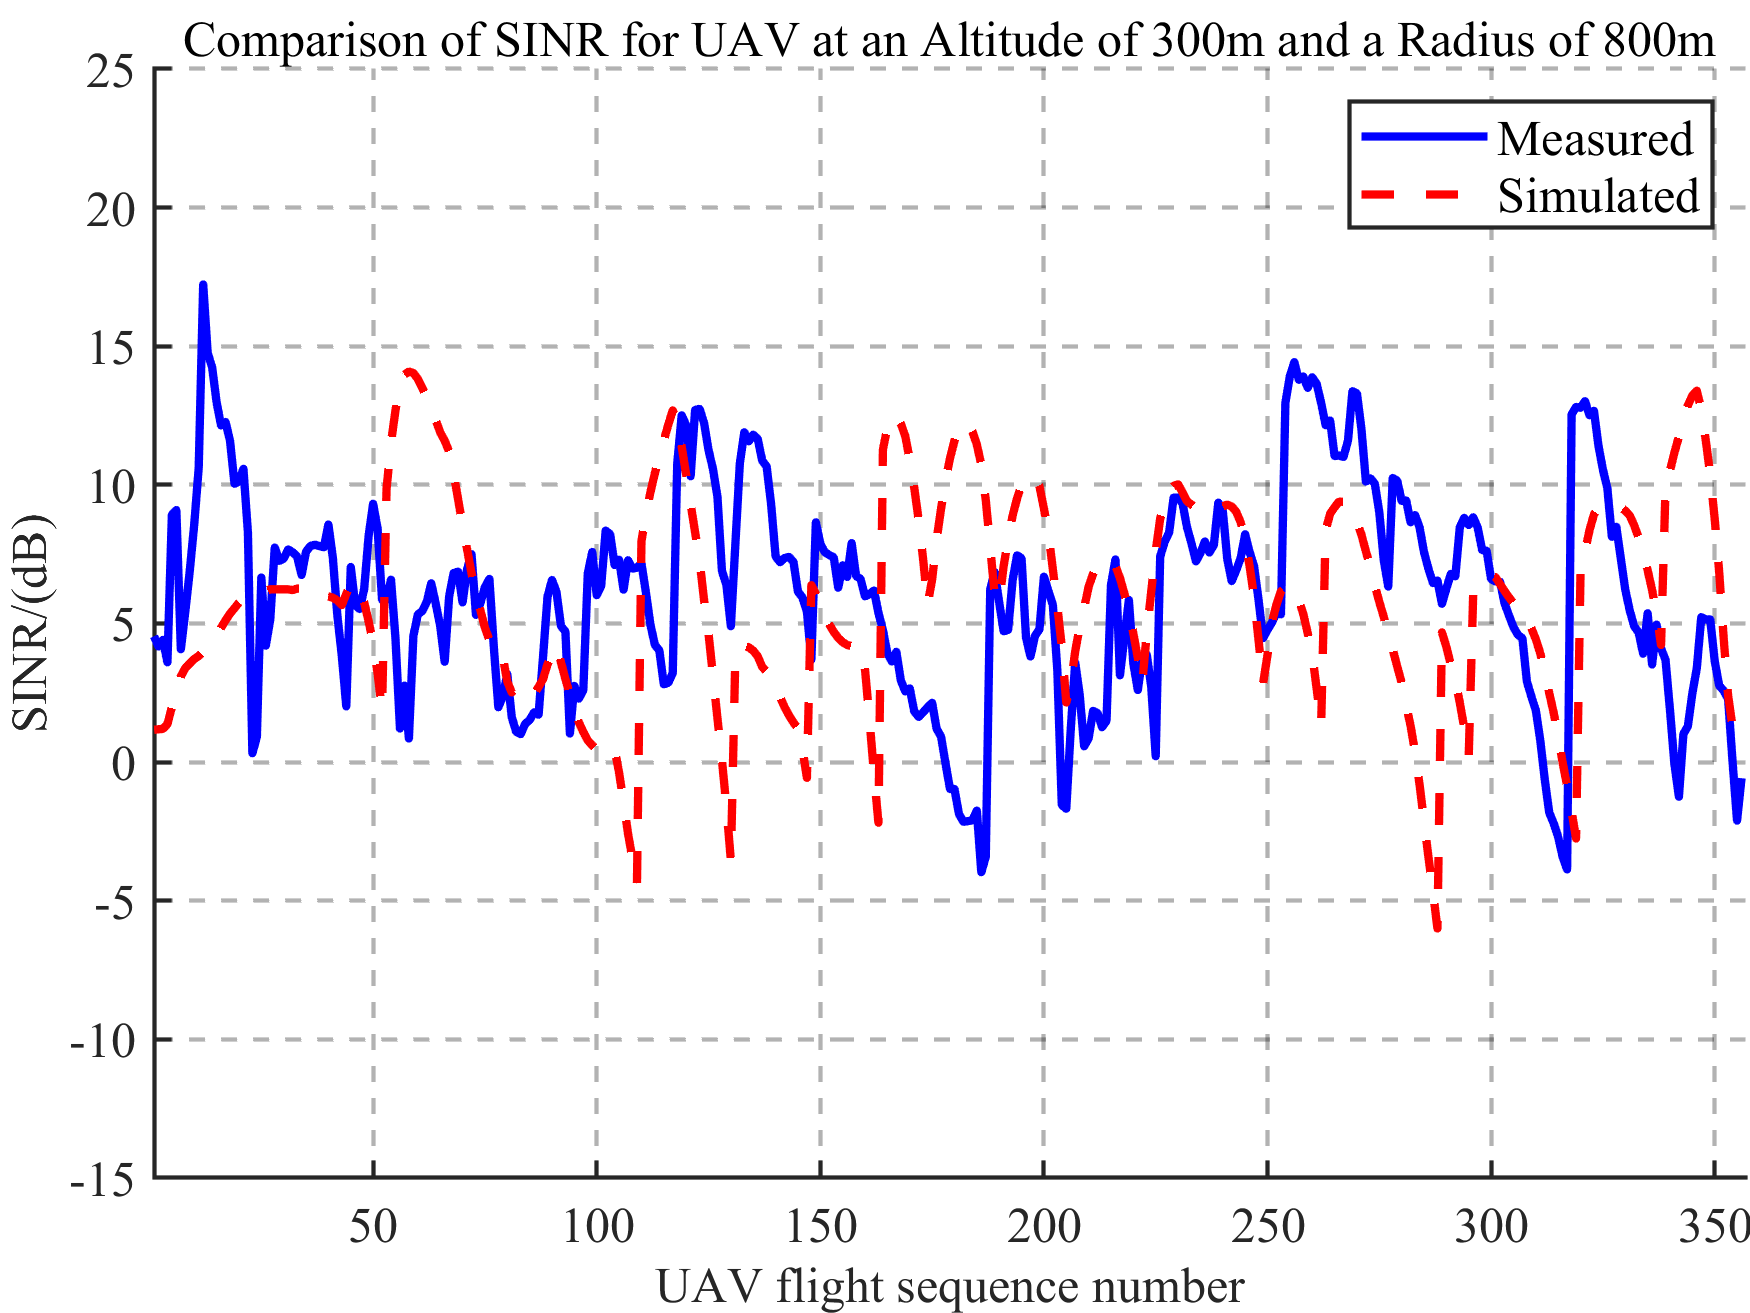 Comparison of SINR for UAV at an Altitude of 300m and a Radius of 800m
25
20
15
10
5
0
-5
-10
-15
SINR/(dB)
Measured
Simulated
50 100 150 200 250 300 350
UAV flight sequence number